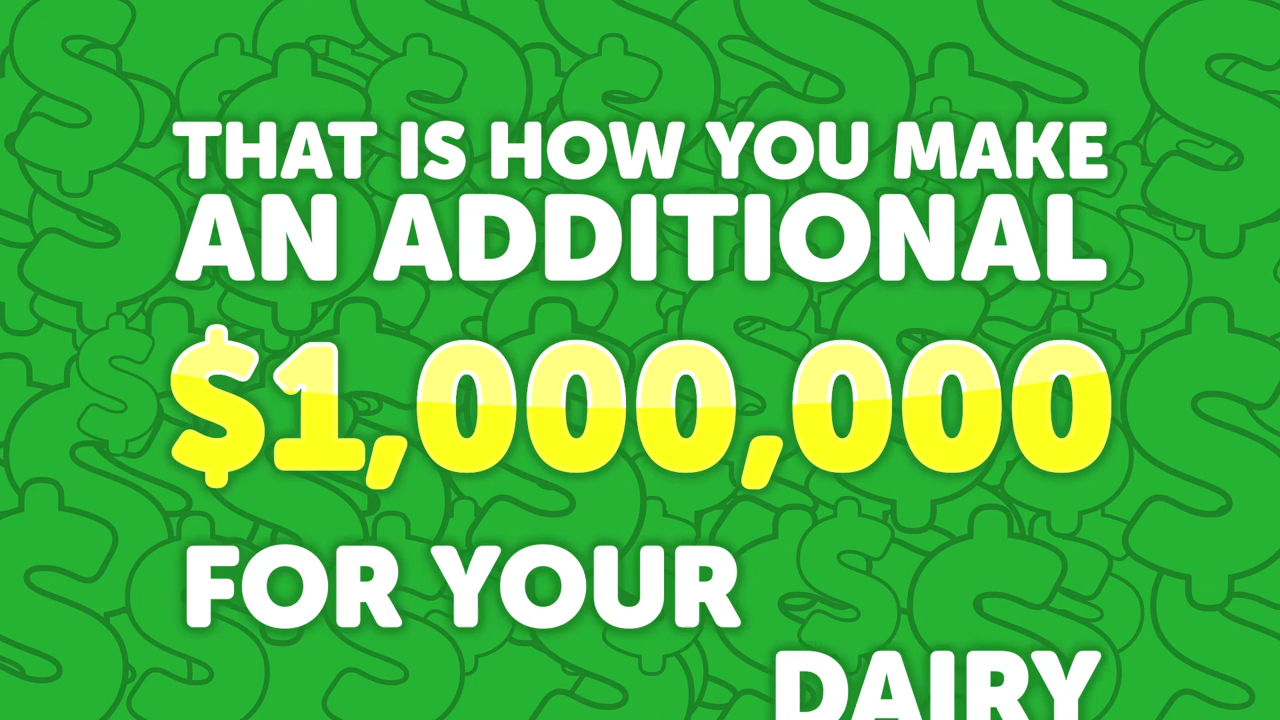 THAT IS HOW YOU MAKE
AN ADDITIONAL
$1,000,000
FOR YOUR
DAIRY